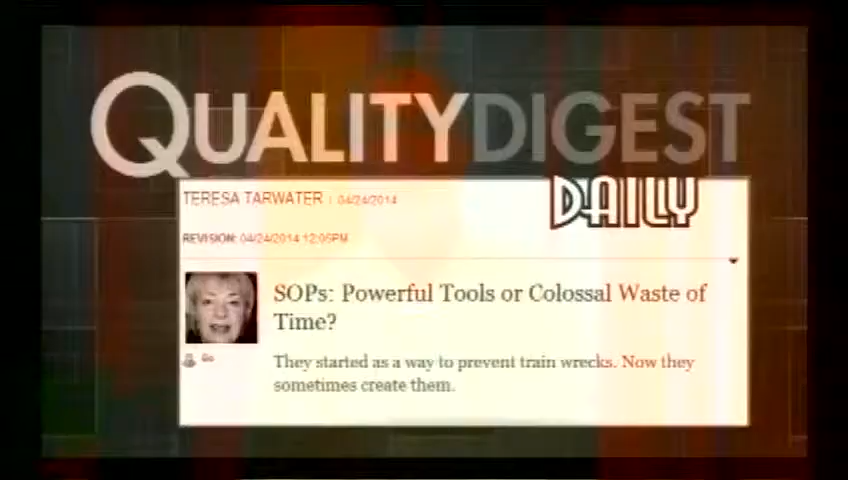 QUALITYDIGEST
DAILY
TERESA TARWATER | 04/24/2014
REVISION: 04/24/2014 12:05PM
SOPs: Powerful Tools or Colossal Waste of
Time?
They started as a way to prevent train wrecks. Now they
sometimes create them.